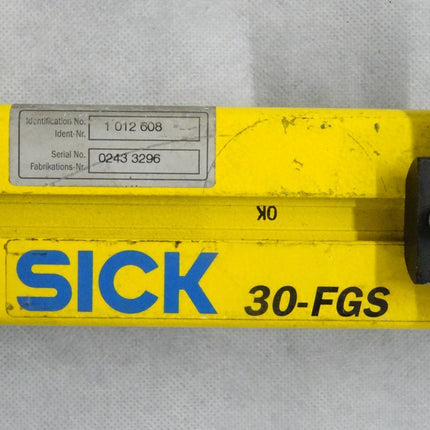 Identification No.
Ident-Nr. 1 012 608
Serial No.
Fabrikations-Nr. 0243 3296
OK
SICK 30-FGS